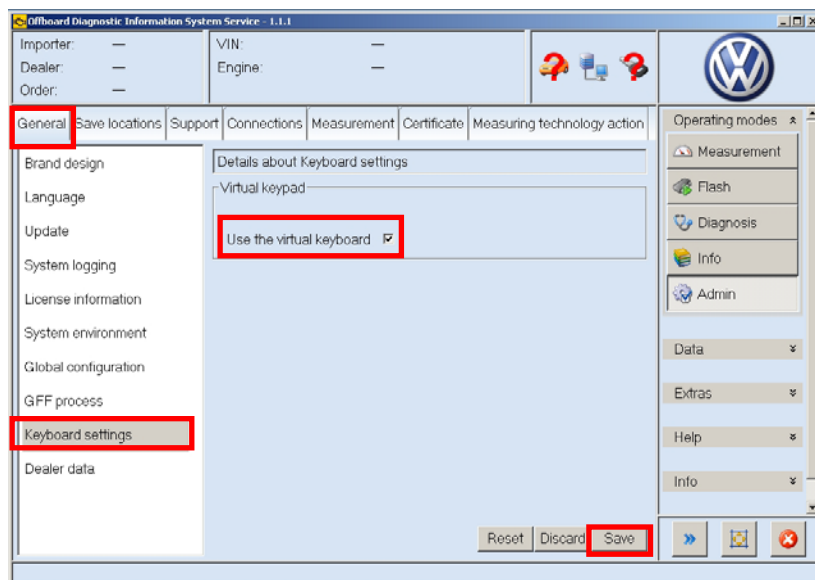 Offboard Diagnostic Information System Service - 1.1.1
Importer: —
Dealer: —
Order: —
VIN: —
Engine: —
General Save locations Support Connections Measurement Certificate Measuring technology action
Brand design
Language
Update
System logging
License information
System environment
Global configuration
GFF process
Keyboard settings
Dealer data
Details about Keyboard settings
Virtual keypad
Use the virtual keyboard
Reset Discard Save
Operating modes
Measurement
Flash
Diagnosis
Info
Admin
Data
Extras
Help
Info